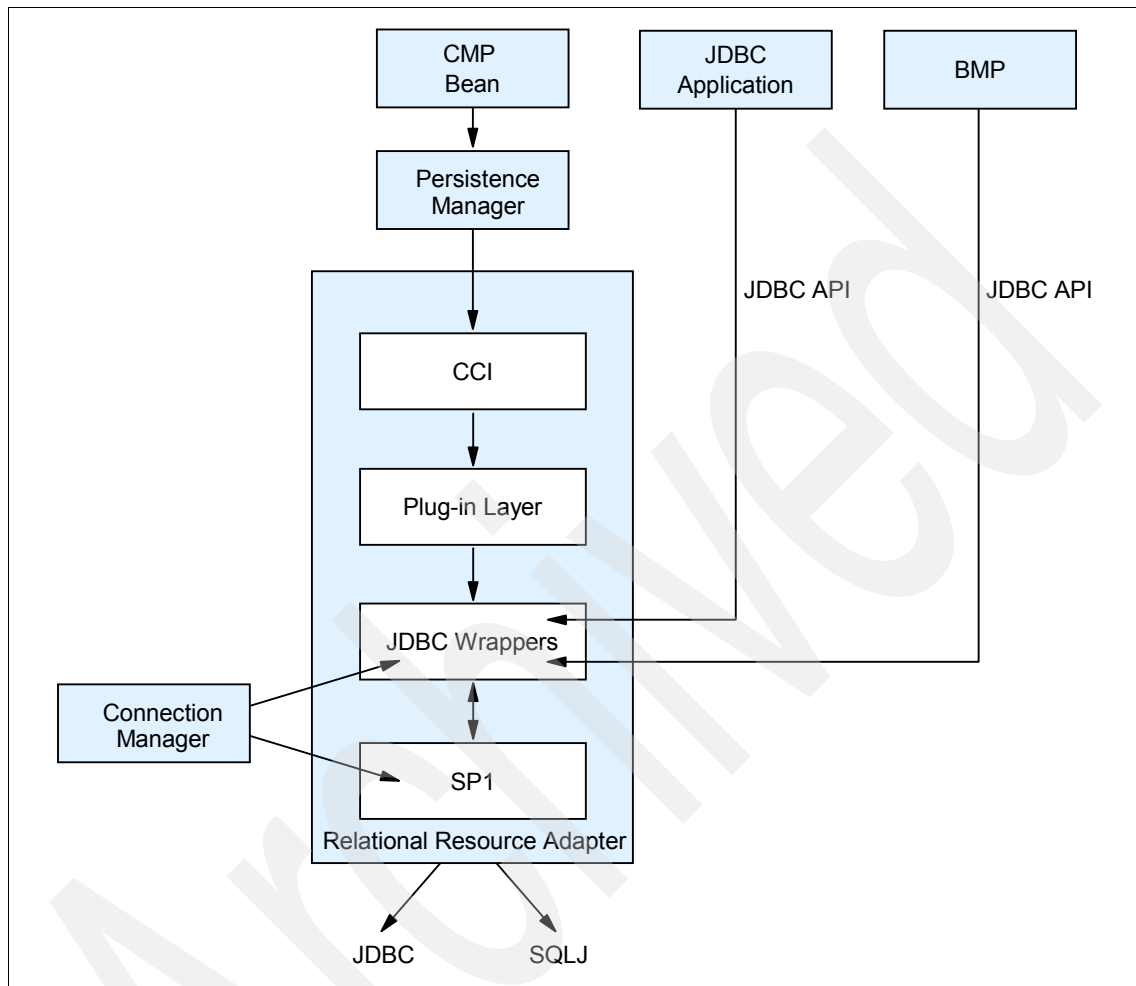 CMP
Bean
JDBC
Application
BMP
Persistence
Manager
JDBC API
JDBC API
CCI
Plug-in Layer
JDBC Wrappers
Connection
Manager
SP1
Relational Resource Adapter
JDBC
SQLJ
Archived